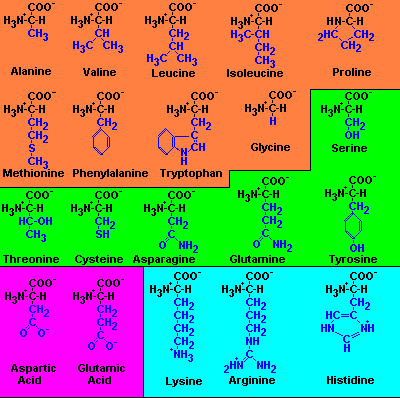 COO⁻ COO⁻ COO⁻ COO⁻ COO⁻
H₃N⁺-C-H H₃N⁺-C-H H₃N⁺-C-H H₃N⁺-C-H HN-C-H
CH₃ CH CH₂ ₂HC CH₂
H₃C CH₃ CH CH₂ CH₂
H₃C CH₃ CH₃
Alanine Valine Leucine Isoleucine Proline
COO⁻ COO⁻ COO⁻ COO⁻ COO⁻
H₃N⁺-C-H H₃N⁺-C-H H₃N⁺-C-H H₃N⁺-C-H H₃N⁺-C-H
CH₂ CH₂ CH₂ H CH₂
CH₂ C OH
S CH
CH₃ NH
Methionine Phenylalanine Tryptophan Glycine Serine
COO⁻ COO⁻ COO⁻ COO⁻ COO⁻
H₃N⁺-C-H H₃N⁺-C-H H₃N⁺-C-H H₃N⁺-C-H H₃N⁺-C-H
HC-OH CH₂ CH₂ CH₂ CH₂
CH₃ SH C CH₂
O NH₂ C
O NH₂ OH
Threonine Cysteine Asparagine Glutamine Tyrosine
COO⁻ COO⁻ COO⁻ COO⁻ COO⁻
H₃N⁺-C-H H₃N⁺-C-H H₃N⁺-C-H H₃N⁺-C-H H₃N⁺-C-H
CH₂ CH₂ CH₂ CH₂ CH₂
C CH₂ CH₂ CH₂ HC C
O O⁻ C CH₂ CH₂ HN NH⁺
O O⁻ CH₂ NH C
NH₃⁺ C H
₂HN⁺ NH₂
Aspartic Acid
Glutamic Acid
Lysine Arginine Histidine